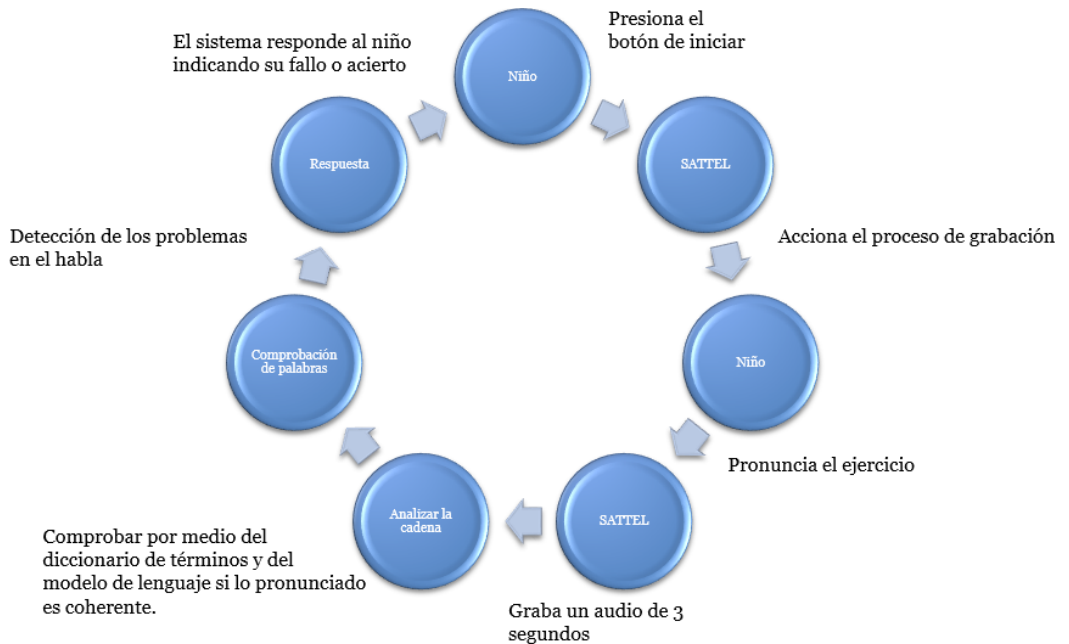 Niño
Presiona el
botón de iniciar
SATTEL
Acciona el proceso de grabación
Niño
Pronuncia el ejercicio
SATTEL
Graba un audio de 3
segundos
Analizar la
cadena
Comprobar por medio del
diccionario de términos y del
modelo de lenguaje si lo pronunciado
es coherente.
Comprobación
de palabras
Detección de los problemas
en el habla
Respuesta
El sistema responde al niño
indicando su fallo o acierto